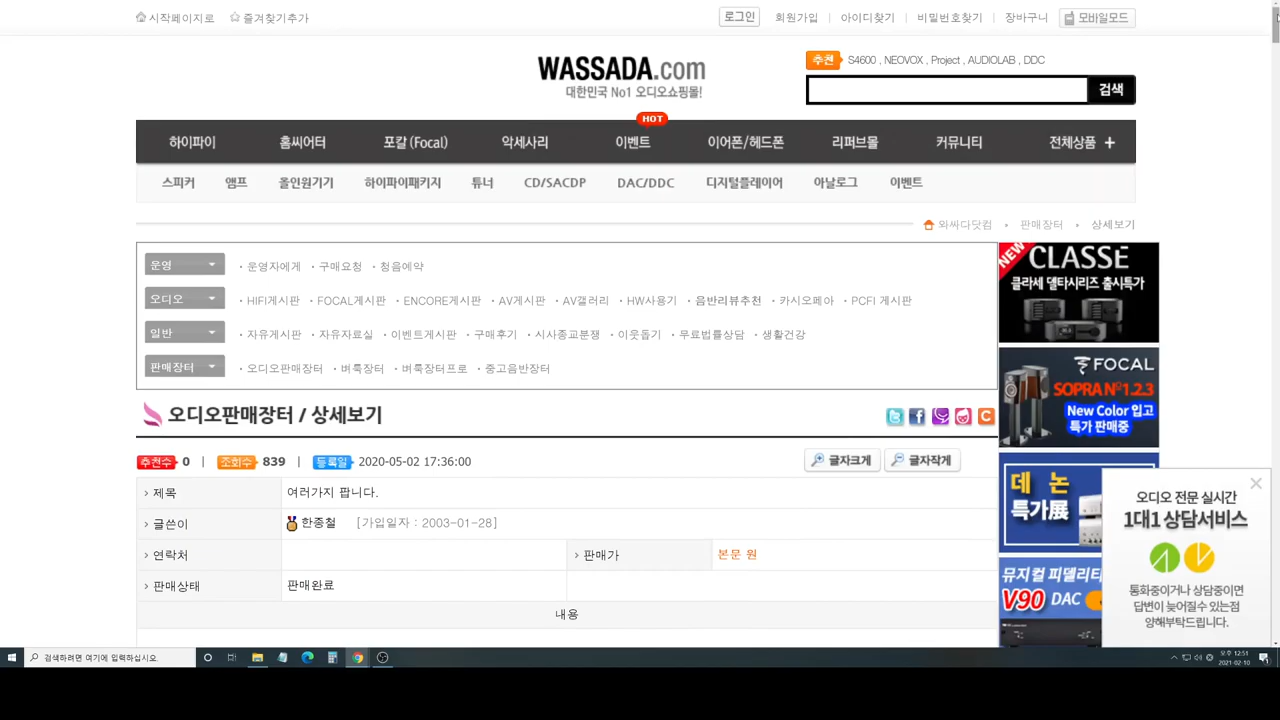 시작페이지로 즐겨찾기추가 로그인 회원가입 아이디찾기 비밀번호찾기 장바구니 모바일모드
추천 S4600 , NEOVOX , Project , AUDIOLAB , DDC
WASSADA.com
대한민국 No1 오디오쇼핑몰!
검색
HOT
하이파이 홈씨어터 포칼 (Focal) 악세사리 이벤트 이어폰/헤드폰 리퍼브몰 커뮤니티 전체상품 +
스피커 앰프 올인원기기 하이파이패키지 튜너 CD/SACDP DAC/DDC 디지털플레이어 아날로그 이벤트
와싸다닷컴 • 판매장터 • 상세보기
운영 · 운영자에게 · 구매요청 · 청음예약
오디오 · HIFI게시판 · FOCAL게시판 · ENCORE게시판 · AV게시판 · AV갤러리 · HW사용기 · 음반리뷰추천 · 카시오페아 · PCFI 게시판
일반 · 자유게시판 · 자유자료실 · 이벤트게시판 · 구매후기 · 시사종교분쟁 · 이웃돕기 · 무료법률상담 · 생활건강
판매장터 · 오디오판매장터 · 벼룩장터 · 벼룩장터프로 · 중고음반장터
NEW CLASSÉ
클라세 델타시리즈 출시특가
FOCAL
SOPRA Nº1.2.3
New Color 입고
특가 판매중
오디오판매장터 / 상세보기
추천수 0 | 조회수 839 | 등록일 2020-05-02 17:36:00 글자크게 글자작게
제목 여러가지 팝니다.
글쓴이 한종철 [가입일자 : 2003-01-28]
연락처 판매가 본문 원
판매상태 판매완료
내용
데 논
특가展
뮤지컬 피델리티
V90 DAC
오디오 전문 실시간
1대1 상담서비스
통화중이거나 상담중이면
답변이 늦어질수 있는점
양해부탁드립니다.
검색하려면 여기에 입력하십시오.
오후 12:51
2021-02-10